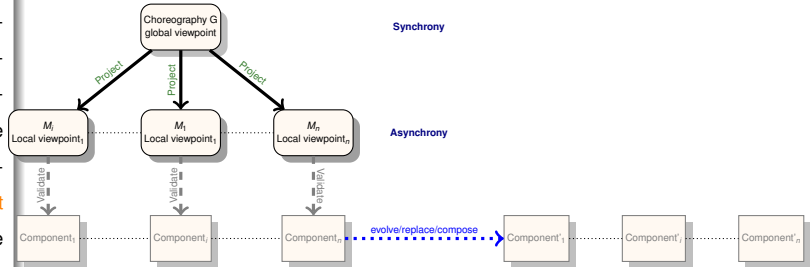 Choreography G
global viewpoint
Synchrony
Project
Project
Project
Mi
Local viewpoint1
M1
Local viewpoint1
Mn
Local viewpointn
Asynchrony
Validate
Validate
Validate
Component1
Componenti
Componentn
evolve/replace/compose
Component'1
Component'i
Component'n